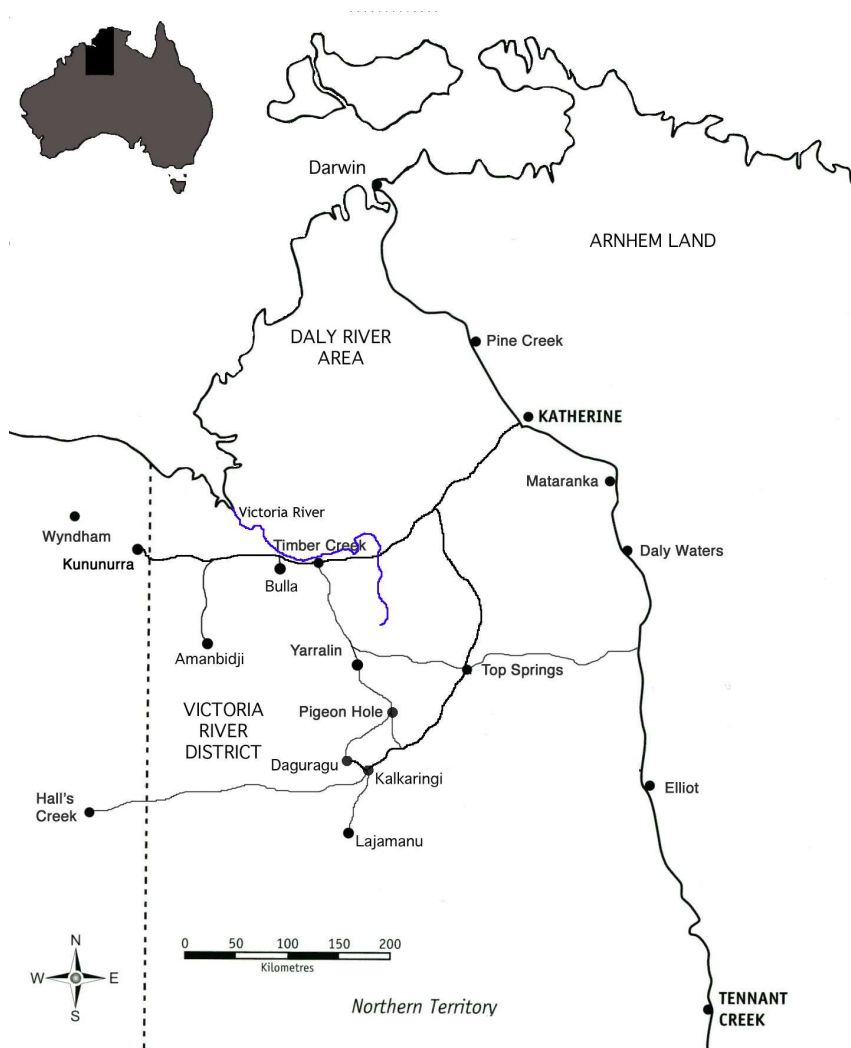 Darwin
ARNHEM LAND
DALY RIVER
AREA
Pine Creek
KATHERINE
Mataranka
Victoria River
Wyndham
Timber Creek
Daly Waters
Kununurra
Bulla
Amanbidji
Yarralin
Top Springs
VICTORIA
RIVER
DISTRICT
Pigeon Hole
Daguragu
Kalkaringi
Hall's
Creek
Elliot
Lajamanu
N
W
E
S
0 50 100 150 200
Kilometres
Northern Territory
TENNANT
CREEK